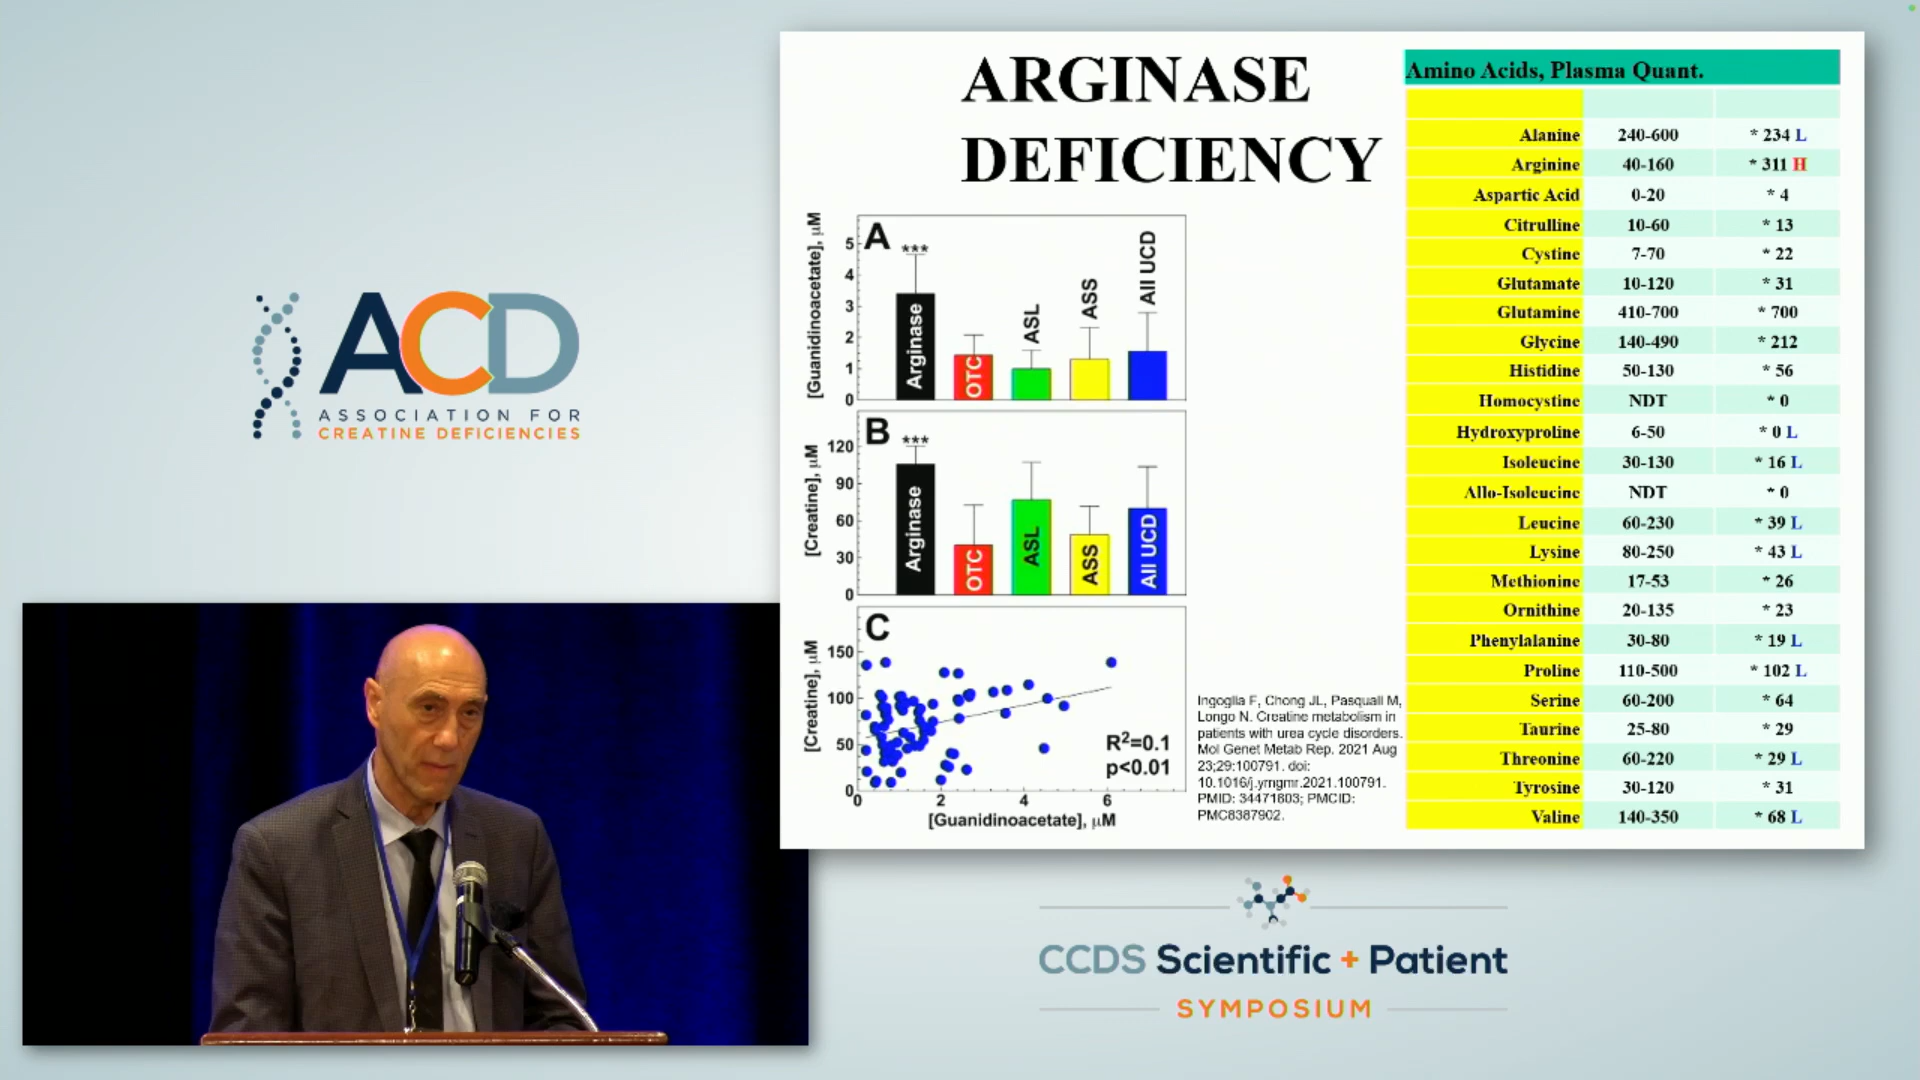 ACD
ASSOCIATION FOR
CREATINE DEFICIENCIES
ARGINASE
DEFICIENCY
A
[Guanidinoacetate], µM
5
4
3
2
1
0
***
Arginase
OTC
ASL
ASS
All UCD
B
[Creatine], µM
120
90
60
30
0
***
Arginase
OTC
ASL
ASS
All UCD
C
[Creatine], µM
150
100
50
0
R²=0.1
p<0.01
0 2 4 6
[Guanidinoacetate], µM
Ingoglia F, Chong JL, Pasquali M,
Longo N. Creatine metabolism in
patients with urea cycle disorders.
Mol Genet Metab Rep. 2021 Aug
23;29:100791. doi:
10.1016/j.ymgmr.2021.100791.
PMID: 34471603; PMCID:
PMC8387902.
Amino Acids, Plasma Quant.
Alanine 240-600 * 234 L
Arginine 40-160 * 311 H
Aspartic Acid 0-20 * 4
Citrulline 10-60 * 13
Cystine 7-70 * 22
Glutamate 10-120 * 31
Glutamine 410-700 * 700
Glycine 140-490 * 212
Histidine 50-130 * 56
Homocystine NDT * 0
Hydroxyproline 6-50 * 0 L
Isoleucine 30-130 * 16 L
Allo-Isoleucine NDT * 0
Leucine 60-230 * 39 L
Lysine 80-250 * 43 L
Methionine 17-53 * 26
Ornithine 20-135 * 23
Phenylalanine 30-80 * 19 L
Proline 110-500 * 102 L
Serine 60-200 * 64
Taurine 25-80 * 29
Threonine 60-220 * 29 L
Tyrosine 30-120 * 31
Valine 140-350 * 68 L
CCDS Scientific + Patient
SYMPOSIUM